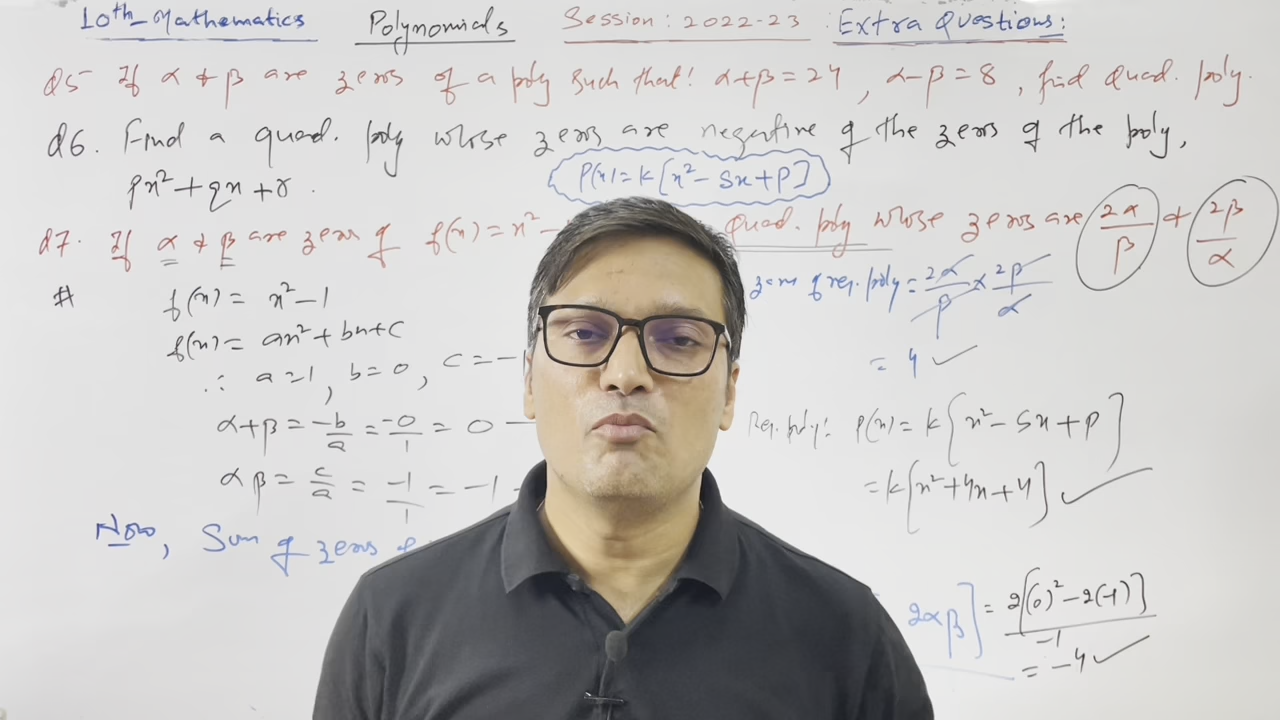 10th Mathematics Polynomials Session: 2022-23 Extra Questions:
Q5 If α & β are zeros of a poly such that: α+β=24, α-β=8, find quad. poly.
Q6. Find a quad. poly whose zeros are negative of the zeros of the poly,
px²+qx+r.
P(x)=k[x²-Sx+P]
Q7. If α & β are zeros of f(x)=x²- Quad. poly whose zeros are 2α/β & 2β/α
# f(x)= x²-1
f(x)= ax²+bx+c
∴ a=1, b=0, c=-1
α+β = -b/a = -0/1 = 0
αβ = c/a = -1/1 = -1
Now, Sum of zeros of
zeros of req. poly = 2α/β × 2β/α
= 4 ✓
Req. poly: P(x)= k[x²-Sx+P]
=k[x²+4x+4] ✓
2αβ] = 2[(0)²-2(-1)]/-1
= -4 ✓